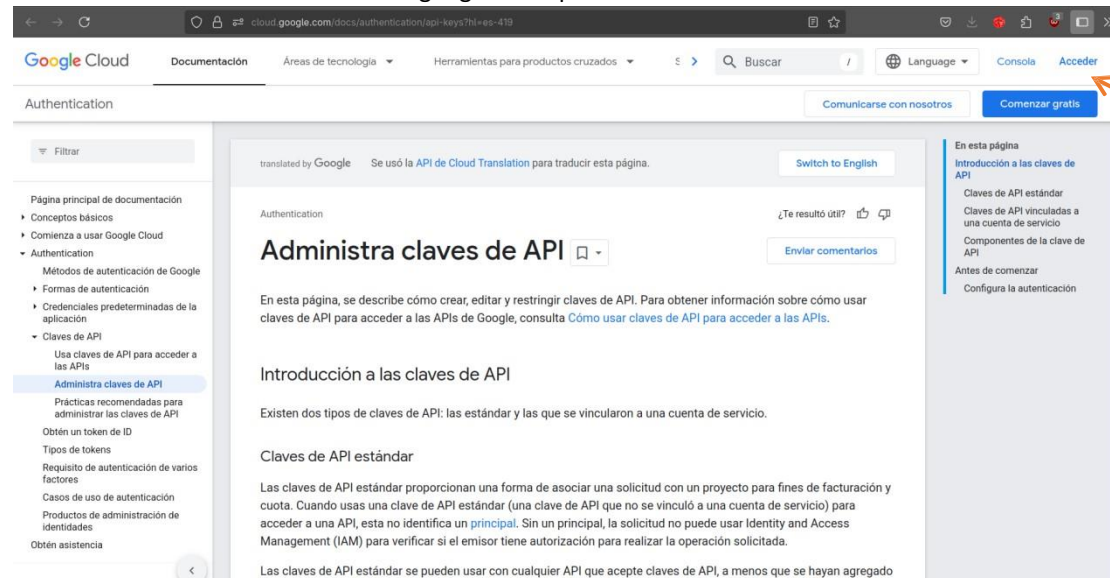 cloud.google.com/docs/authentication/api-keys?hl=es-419
3
Google Cloud
Documentación
Áreas de tecnología
Herramientas para productos cruzados
Buscar
/
Language
Consola
Acceder
Authentication
Comunicarse con nosotros
Comenzar gratis
Filtrar
Página principal de documentación
Conceptos básicos
Comienza a usar Google Cloud
Authentication
Métodos de autenticación de Google
Formas de autenticación
Credenciales predeterminadas de la
aplicación
Claves de API
Usa claves de API para acceder a
las APIs
Administra claves de API
Prácticas recomendadas para
administrar las claves de API
Obtén un token de ID
Tipos de tokens
Requisito de autenticación de varios
factores
Casos de uso de autenticación
Productos de administración de
identidades
Obtén asistencia
translated by Google
Se usó la API de Cloud Translation para traducir esta página.
Switch to English
Authentication
¿Te resultó útil?
Administra claves de API
Enviar comentarios
En esta página, se describe cómo crear, editar y restringir claves de API. Para obtener información sobre cómo usar
claves de API para acceder a las APIs de Google, consulta Cómo usar claves de API para acceder a las APIs.
Introducción a las claves de API
Existen dos tipos de claves de API: las estándar y las que se vincularon a una cuenta de servicio.
Claves de API estándar
Las claves de API estándar proporcionan una forma de asociar una solicitud con un proyecto para fines de facturación y
cuota. Cuando usas una clave de API estándar (una clave de API que no se vinculó a una cuenta de servicio) para
acceder a una API, esta no identifica un principal. Sin un principal, la solicitud no puede usar Identity and Access
Management (IAM) para verificar si el emisor tiene autorización para realizar la operación solicitada.
Las claves de API estándar se pueden usar con cualquier API que acepte claves de API, a menos que se hayan agregado
En esta página
Introducción a las claves de
API
Claves de API estándar
Claves de API vinculadas a
una cuenta de servicio
Componentes de la clave de
API
Antes de comenzar
Configura la autenticación